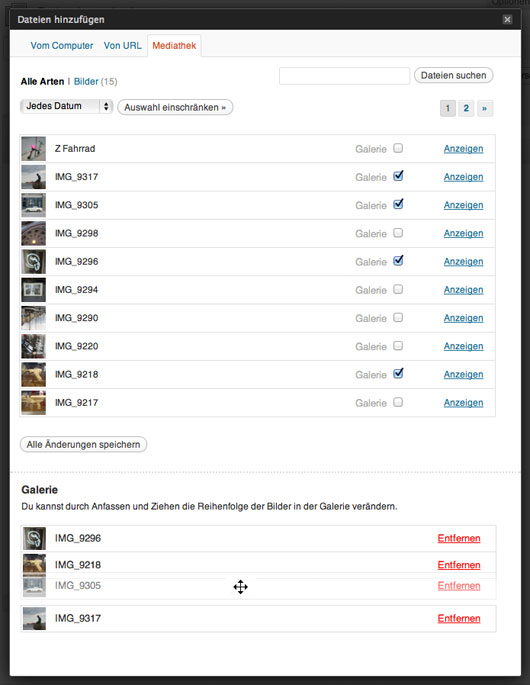 Dateien hinzufügen
Vom Computer Von URL Mediathek
Alle Arten | Bilder (15) Dateien suchen
Jedes Datum Auswahl einschränken » 1 2 »
Z Fahrrad Galerie Anzeigen
IMG_9317 Galerie Anzeigen
IMG_9305 Galerie Anzeigen
IMG_9298 Galerie Anzeigen
IMG_9296 Galerie Anzeigen
IMG_9294 Galerie Anzeigen
IMG_9290 Galerie Anzeigen
IMG_9220 Galerie Anzeigen
IMG_9218 Galerie Anzeigen
IMG_9217 Galerie Anzeigen
Alle Änderungen speichern
Galerie
Du kannst durch Anfassen und Ziehen die Reihenfolge der Bilder in der Galerie verändern.
IMG_9296 Entfernen
IMG_9218 Entfernen
IMG_9305 Entfernen
IMG_9317 Entfernen